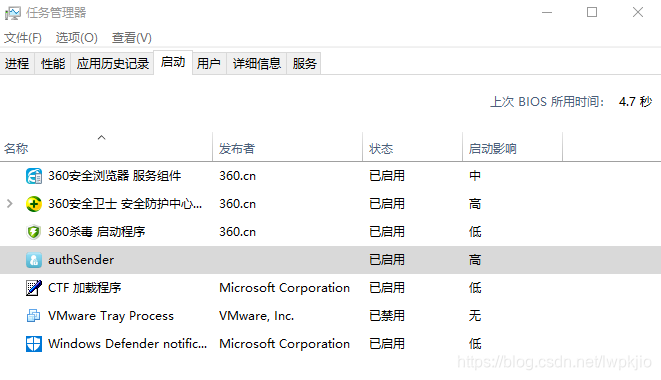 任务管理器
文件(F) 选项(O) 查看(V)
进程 性能 应用历史记录 启动 用户 详细信息 服务
上次 BIOS 所用时间: 4.7 秒
名称 发布者 状态 启动影响
360安全浏览器 服务组件 360.cn 已启用 中
360安全卫士 安全防护中心... 360.cn 已启用 高
360杀毒 启动程序 360.cn 已启用 低
authSender 已启用 高
CTF 加载程序 Microsoft Corporation 已启用 低
VMware Tray Process VMware, Inc. 已禁用 无
Windows Defender notific... Microsoft Corporation 已启用 低
https://blog.csdn.net/lwpkjio